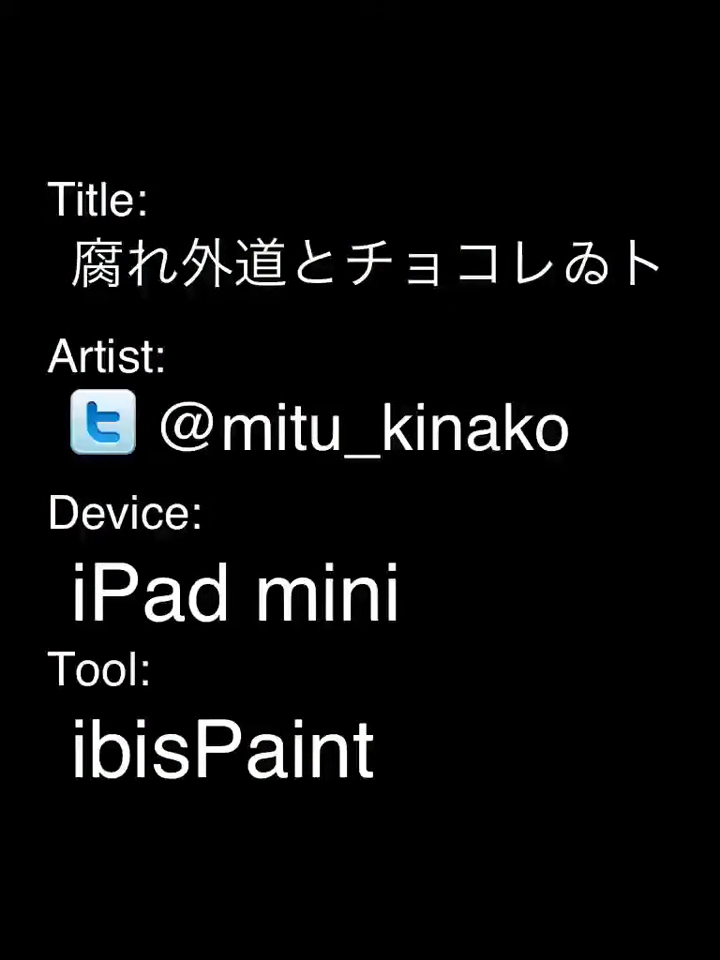 Title:
腐れ外道とチョコレゐト
Artist:
@mitu_kinako
Device:
iPad mini
Tool:
ibisPaint